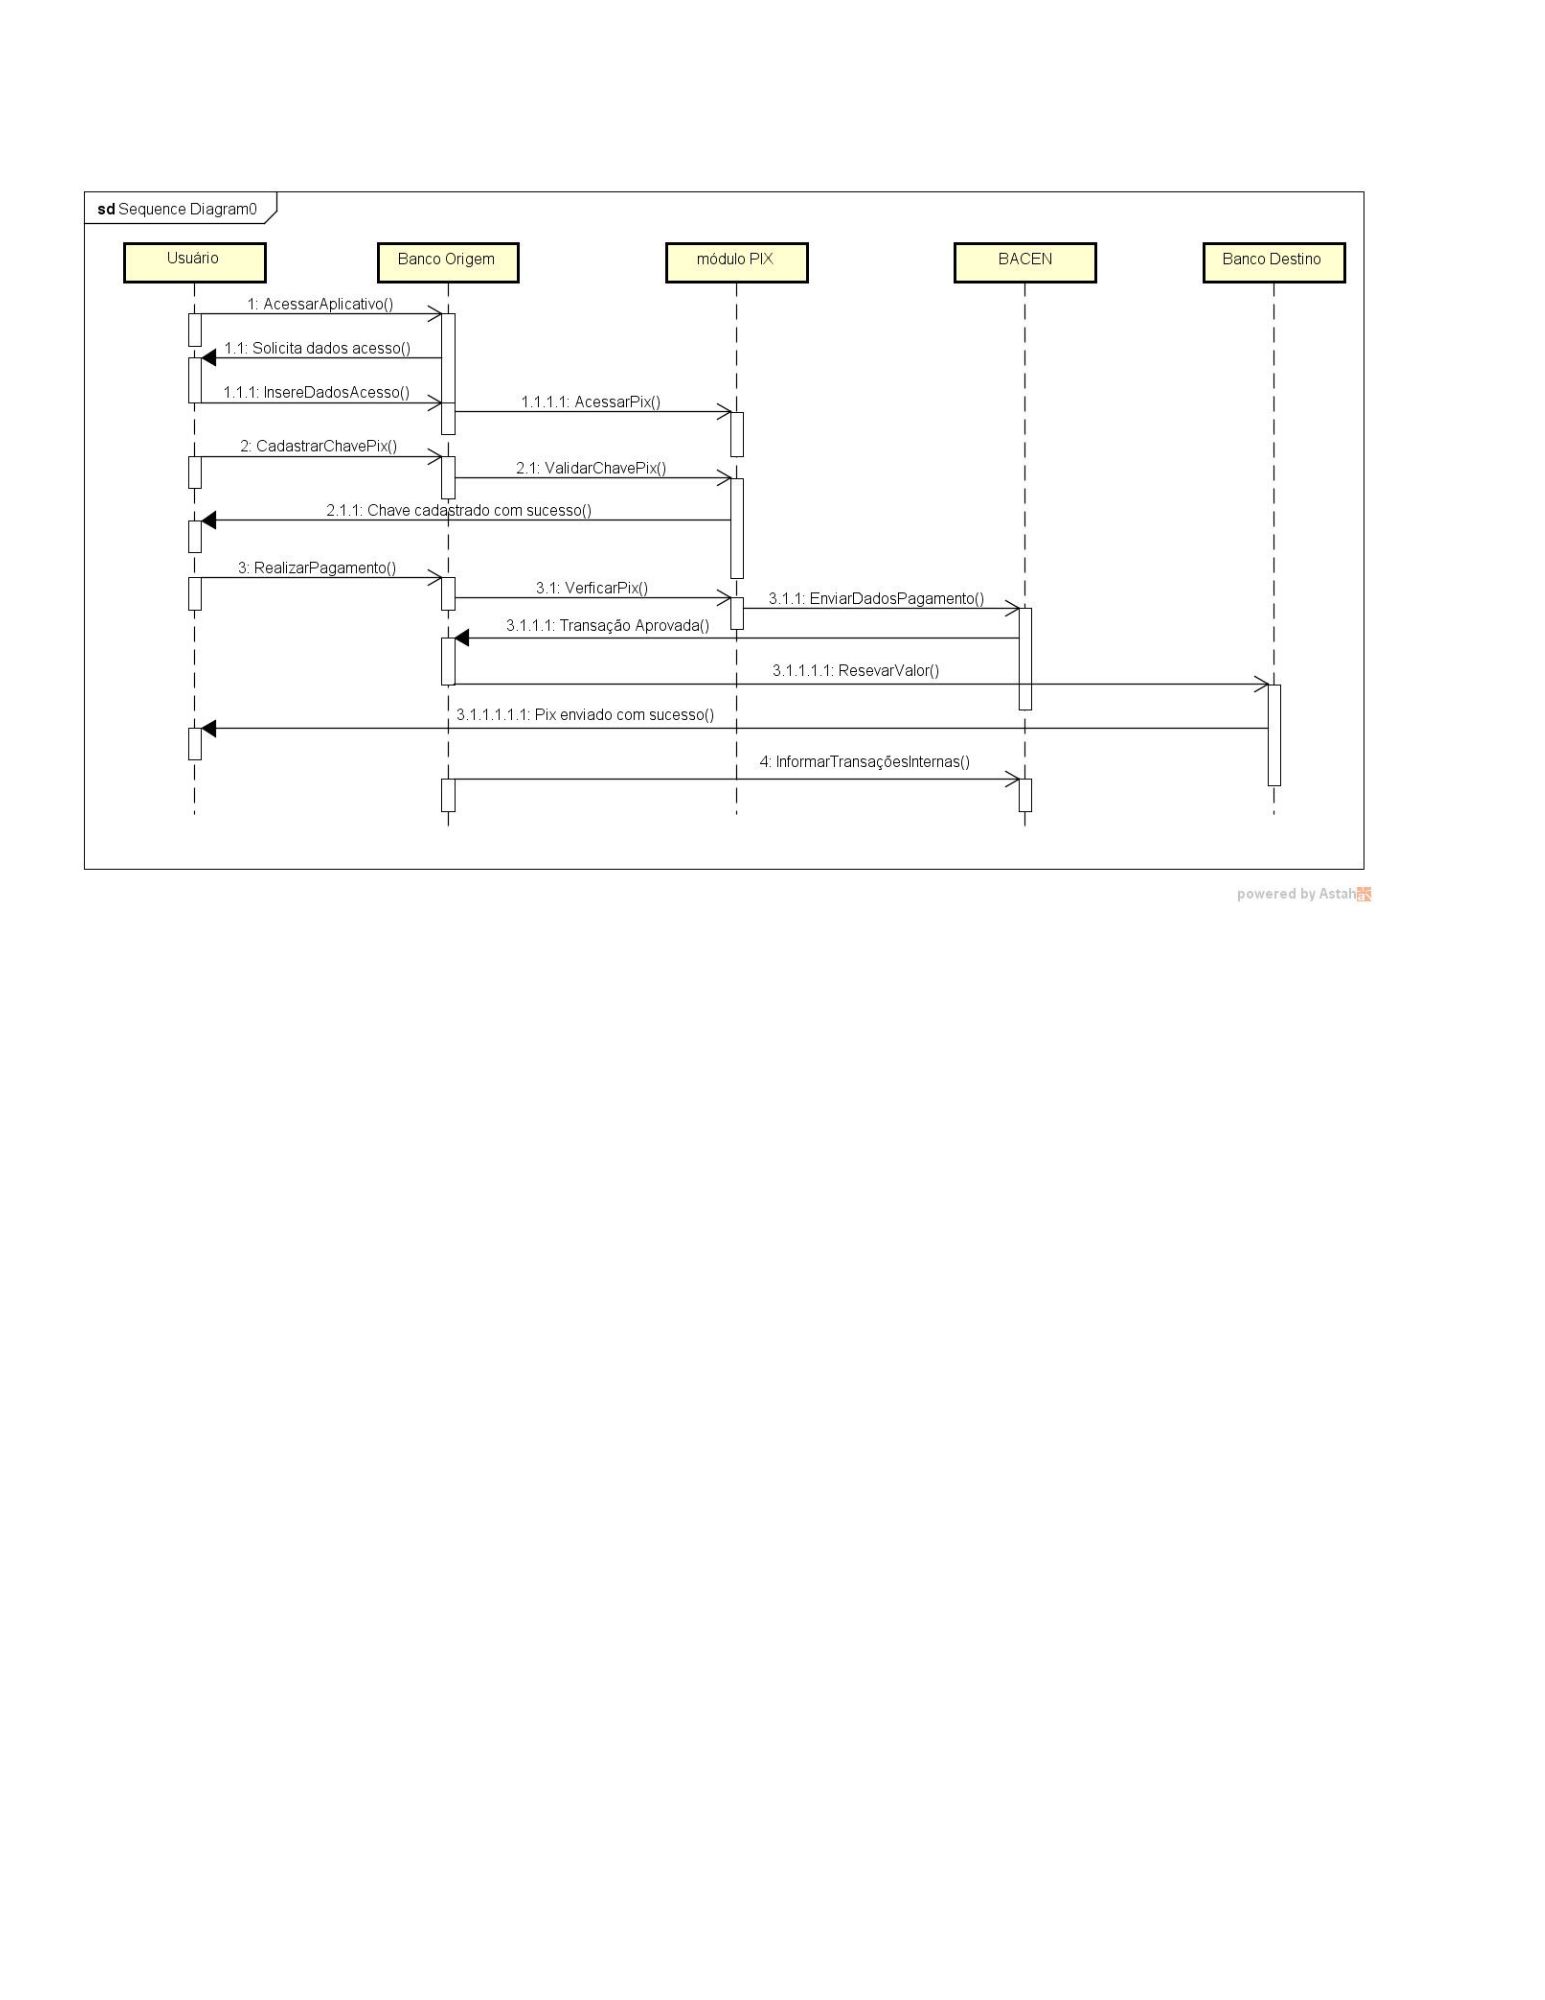 sd Sequence Diagram0
Usuário
Banco Origem
módulo PIX
BACEN
Banco Destino
1: AcessarAplicativo()
1.1: Solicita dados acesso()
1.1.1: InsereDadosAcesso()
1.1.1.1: AcessarPix()
2: CadastrarChavePix()
2.1: ValidarChavePix()
2.1.1: Chave cadastrado com sucesso()
3: RealizarPagamento()
3.1: VerficarPix()
3.1.1: EnviarDadosPagamento()
3.1.1.1: Transação Aprovada()
3.1.1.1.1: ResevarValor()
3.1.1.1.1.1: Pix enviado com sucesso()
4: InformarTransaçõesInternas()
powered by Astah